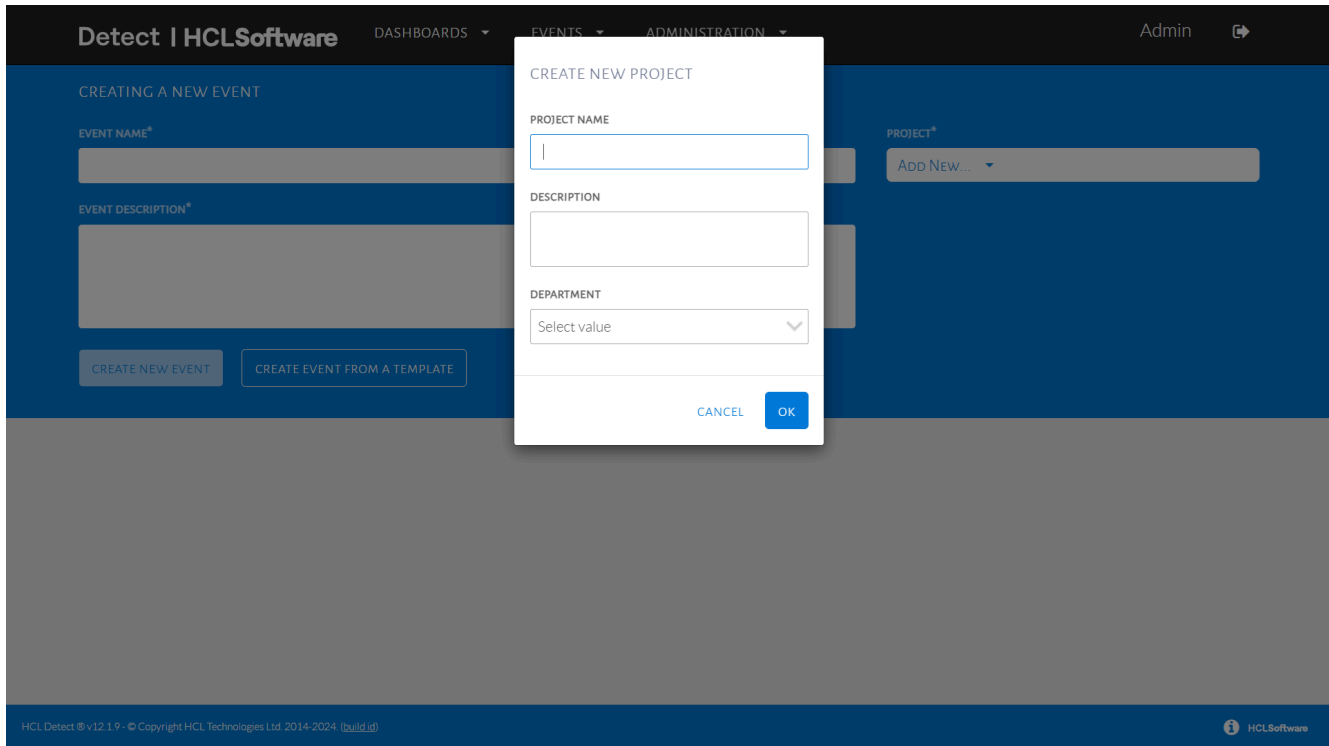 Detect | HCLSoftware DASHBOARDS EVENTS ADMINISTRATION Admin
CREATING A NEW EVENT
EVENT NAME*
PROJECT*
Add New...
EVENT DESCRIPTION*
CREATE NEW EVENT CREATE EVENT FROM A TEMPLATE
CREATE NEW PROJECT
PROJECT NAME
DESCRIPTION
DEPARTMENT
Select value
CANCEL OK
HCL Detect ® v12.1.9 - © Copyright HCL Technologies Ltd. 2014-2024. (build id) HCLSoftware